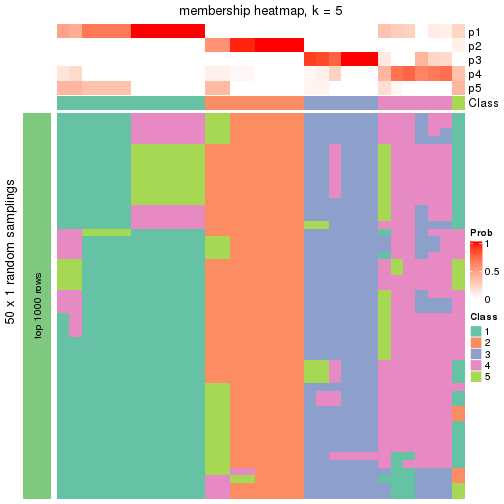 membership heatmap, k = 5
p1
p2
p3
p4
p5
Class
50 x 1 random samplings
top 1000 rows
Prob
1
0.5
0
Class
1
2
3
4
5